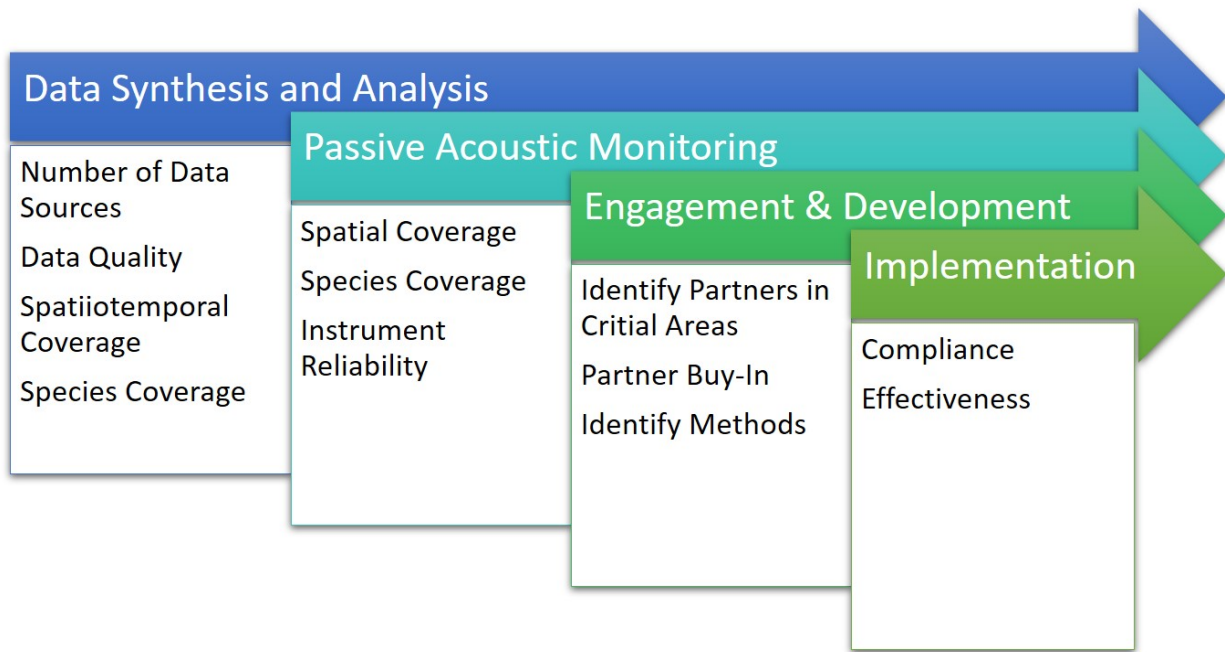 Data Synthesis and Analysis
Number of Data
Sources
Data Quality
Spatiiotemporal
Coverage
Species Coverage
Passive Acoustic Monitoring
Spatial Coverage
Species Coverage
Instrument
Reliability
Engagement & Development
Identify Partners in
Critial Areas
Partner Buy-In
Identify Methods
Implementation
Compliance
Effectiveness